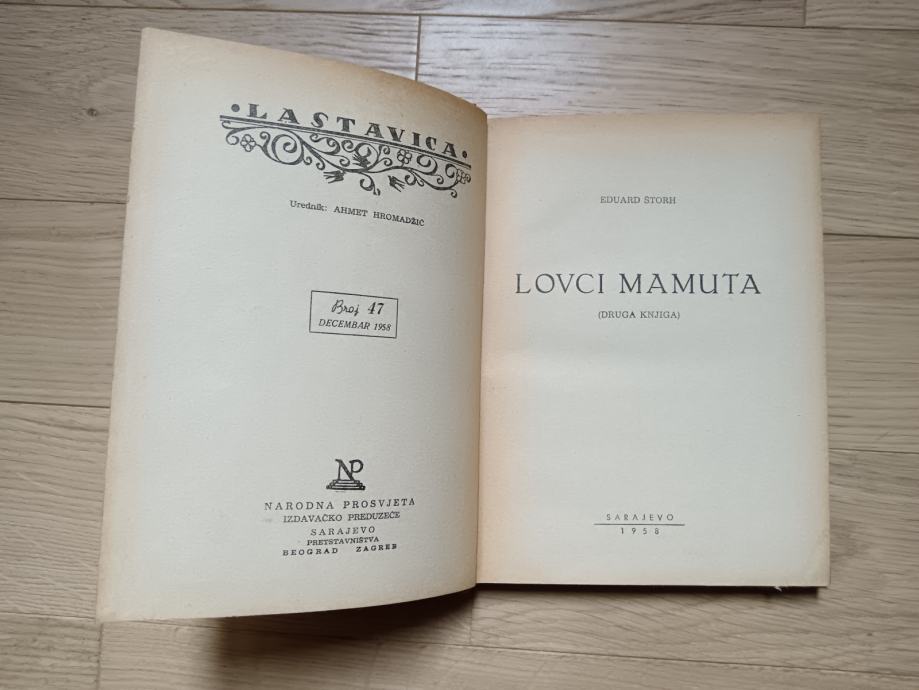 •LASTAVICA•
Urednik: AHMET HROMADŽIĆ
Broj 47
DECEMBAR 1958
NP
NARODNA PROSVJETA
IZDAVAČKO PREDUZEĆE
SARAJEVO
PRETSTAVNIŠTVA
BEOGRAD ZAGREB
EDUARD ŠTORH
LOVCI MAMUTA
(DRUGA KNJIGA)
SARAJEVO
1958